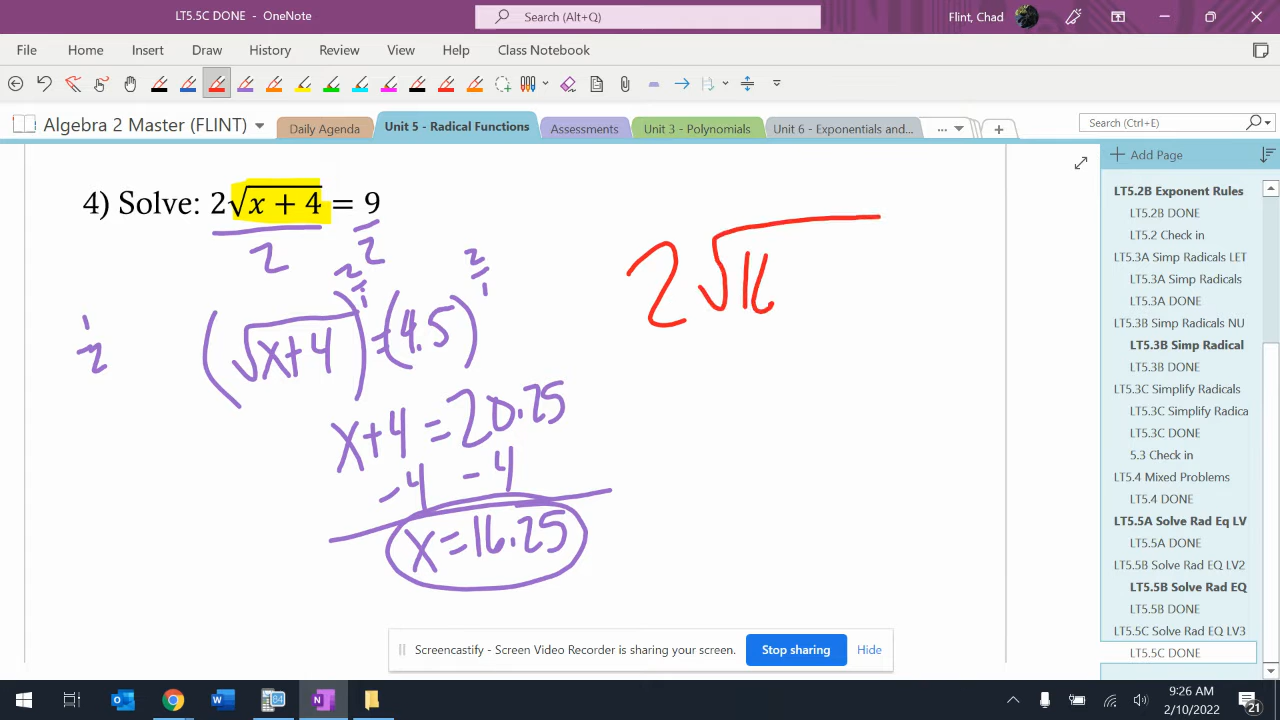 LT5.5C DONE - OneNote
Search (Alt+Q)
Flint, Chad
File Home Insert Draw History Review View Help Class Notebook
Algebra 2 Master (FLINT)
Daily Agenda
Unit 5 - Radical Functions
Assessments
Unit 3 - Polynomials
Unit 6 - Exponentials and...
...
Search (Ctrl+E)
Add Page
LT5.2B Exponent Rules
LT5.2B DONE
LT5.2 Check in
LT5.3A Simp Radicals LET
LT5.3A Simp Radicals
LT5.3A DONE
LT5.3B Simp Radicals NU
LT5.3B Simp Radical
LT5.3B DONE
LT5.3C Simplify Radicals
LT5.3C Simplify Radica
LT5.3C DONE
5.3 Check in
LT5.4 Mixed Problems
LT5.4 DONE
LT5.5A Solve Rad Eq LV
LT5.5A DONE
LT5.5B Solve Rad EQ LV2
LT5.5B Solve Rad EQ
LT5.5B DONE
LT5.5C Solve Rad EQ LV3
LT5.5C DONE
4) Solve: 2√x + 4 = 9
2 2
1/2
(√x+4)^2/1 = (4.5)^2/1
x+4 = 20.25
-4 -4
x = 16.25
2√16
Screencastify - Screen Video Recorder is sharing your screen.
Stop sharing
Hide
9:26 AM
2/10/2022
21